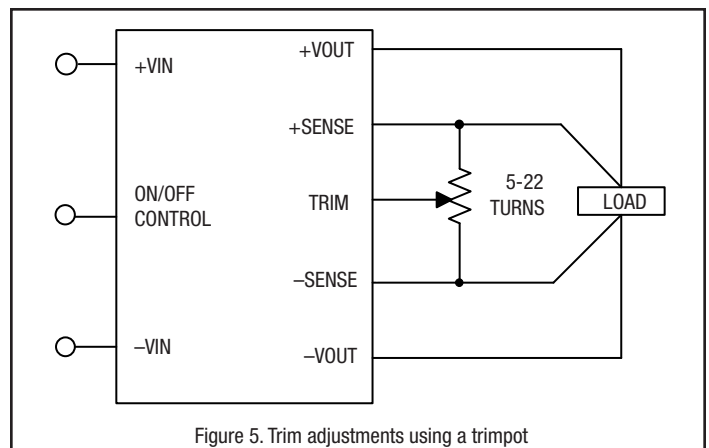 +VIN
ON/OFF
CONTROL
–VIN
+VOUT
+SENSE
TRIM
–SENSE
–VOUT
5-22
TURNS
LOAD
Figure 5. Trim adjustments using a trimpot